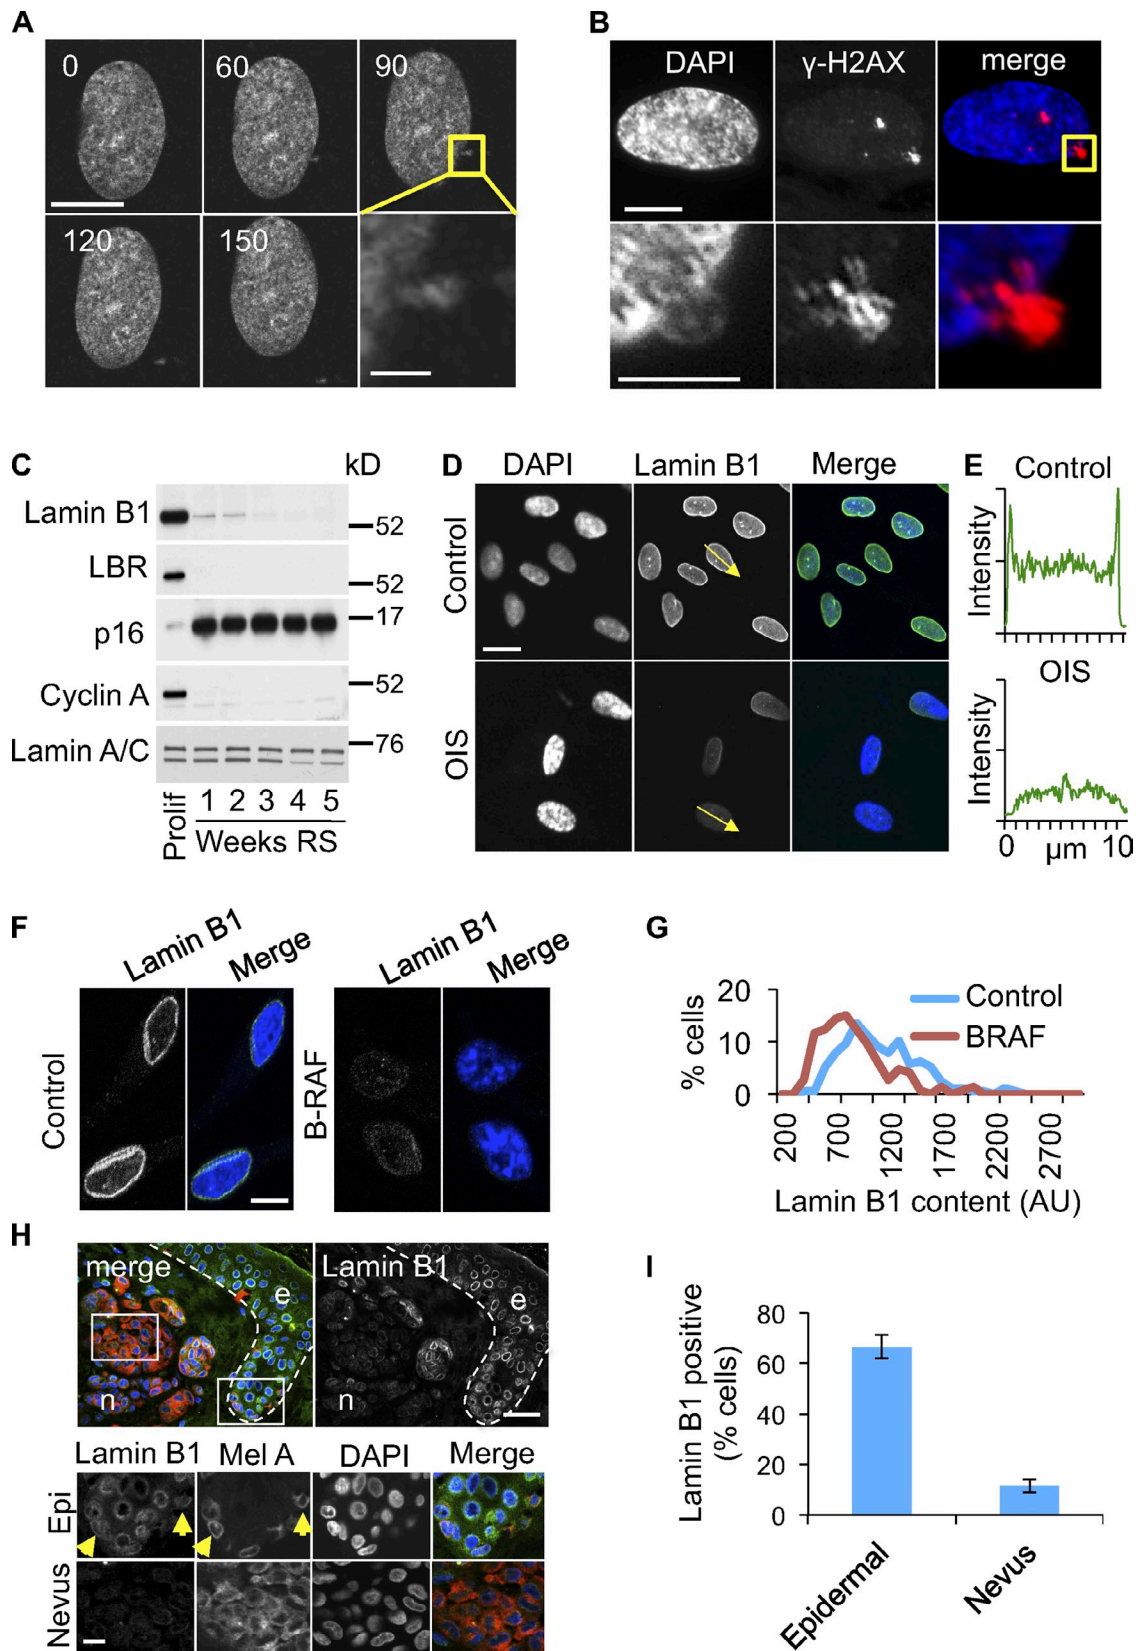 A
0
60
90
120
150
B
DAPI
γ-H2AX
merge
C
kD
Lamin B1
52
LBR
52
p16
17
Cyclin A
52
Lamin A/C
76
Prolif
1 2 3 4 5
Weeks RS
D
DAPI
Lamin B1
Merge
Control
OIS
E
Control
Intensity
OIS
Intensity
0 μm 10
F
Lamin B1
Merge
Lamin B1
Merge
Control
B-RAF
G
% cells
20
10
0
Control
BRAF
200
700
1200
1700
2200
2700
Lamin B1 content (AU)
H
merge
e
n
Lamin B1
e
n
Lamin B1
Mel A
DAPI
Merge
Epi
Nevus
I
Lamin B1 positive
(% cells)
80
60
40
20
0
Epidermal
Nevus